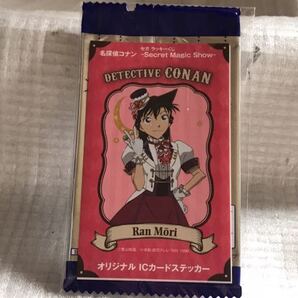 セガ ラッキーくじ
名探偵コナン -Secret Magic Show-
DETECTIVE CONAN
Ran Mōri
オリジナル ICカードステッカー